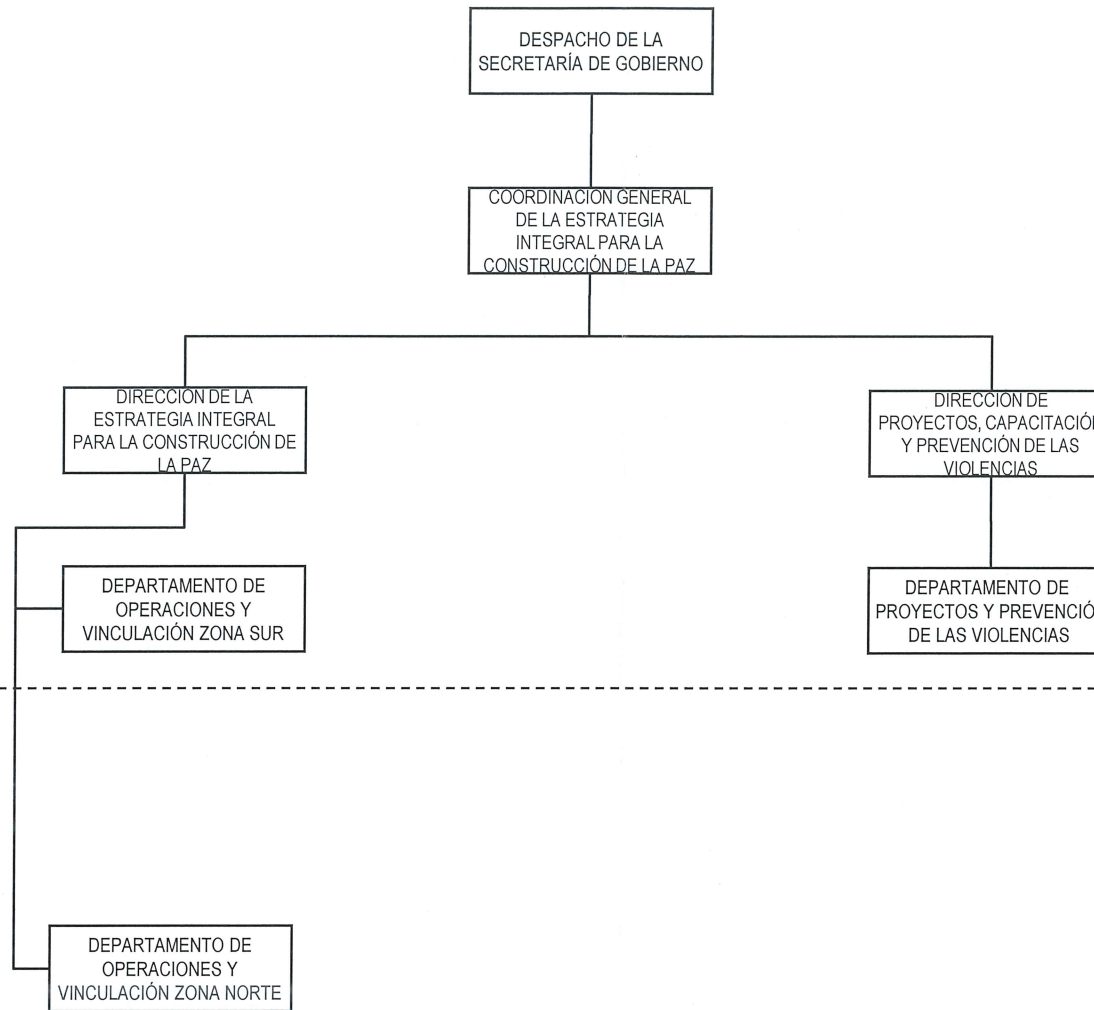 DESPACHO DE LA
SECRETARÍA DE GOBIERNO
COORDINACIÓN GENERAL
DE LA ESTRATEGIA
INTEGRAL PARA LA
CONSTRUCCIÓN DE LA PAZ
DIRECCIÓN DE LA
ESTRATEGIA INTEGRAL
PARA LA CONSTRUCCIÓN DE
LA PAZ
DIRECCIÓN DE
PROYECTOS, CAPACITACIÓN
Y PREVENCIÓN DE LAS
VIOLENCIAS
DEPARTAMENTO DE
OPERACIONES Y
VINCULACIÓN ZONA SUR
DEPARTAMENTO DE
PROYECTOS Y PREVENCIÓ
DE LAS VIOLENCIAS
DEPARTAMENTO DE
OPERACIONES Y
VINCULACIÓN ZONA NORTE